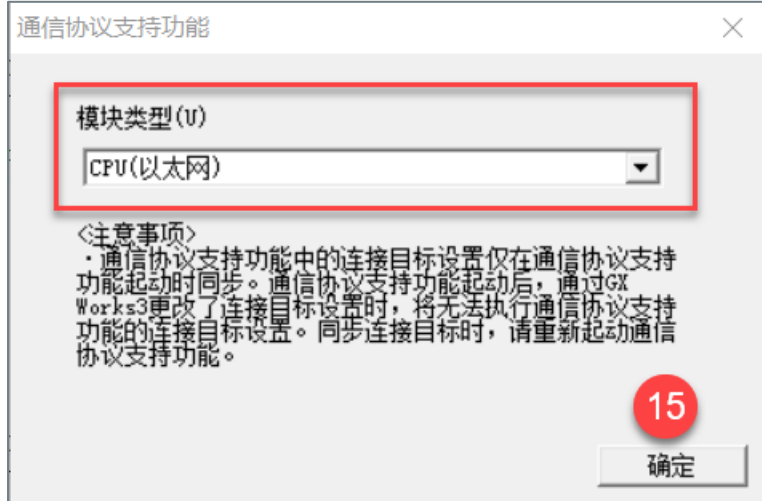 通信协议支持功能
模块类型(U)
CPU(以太网)
<注意事项>
·通信协议支持功能中的连接目标设置仅在通信协议支持
功能起动时同步。通信协议支持功能起动后，通过GX
Works3更改了连接目标设置时，将无法执行通信协议支持
功能的连接目标设置。同步连接目标时，请重新起动通信
协议支持功能。
15
确定